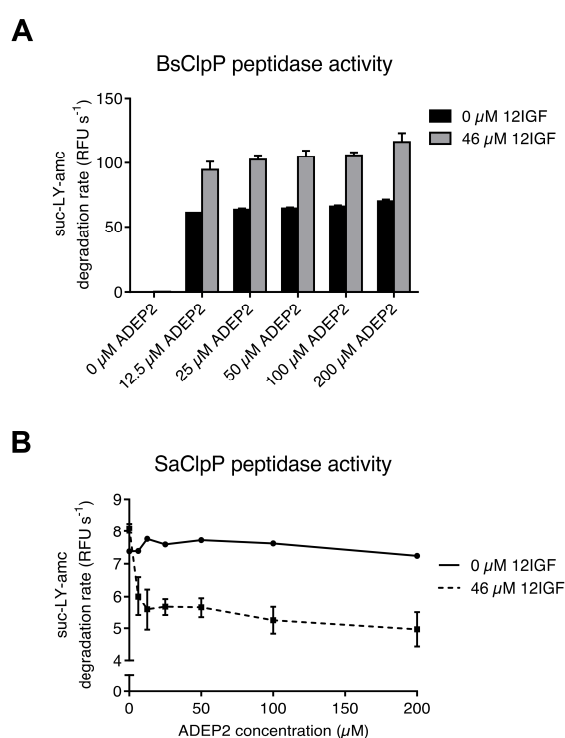 A
BsClpP peptidase activity
suc-LY-amc
degradation rate (RFU s⁻¹)
150
100
50
0
0 µM 12IGF
46 µM 12IGF
0 µM ADEP2
12.5 µM ADEP2
25 µM ADEP2
50 µM ADEP2
100 µM ADEP2
200 µM ADEP2
B
SaClpP peptidase activity
suc-LY-amc
degradation rate (RFU s⁻¹)
9
8
7
6
5
4
0
0 µM 12IGF
46 µM 12IGF
0 50 100 150 200
ADEP2 concentration (µM)